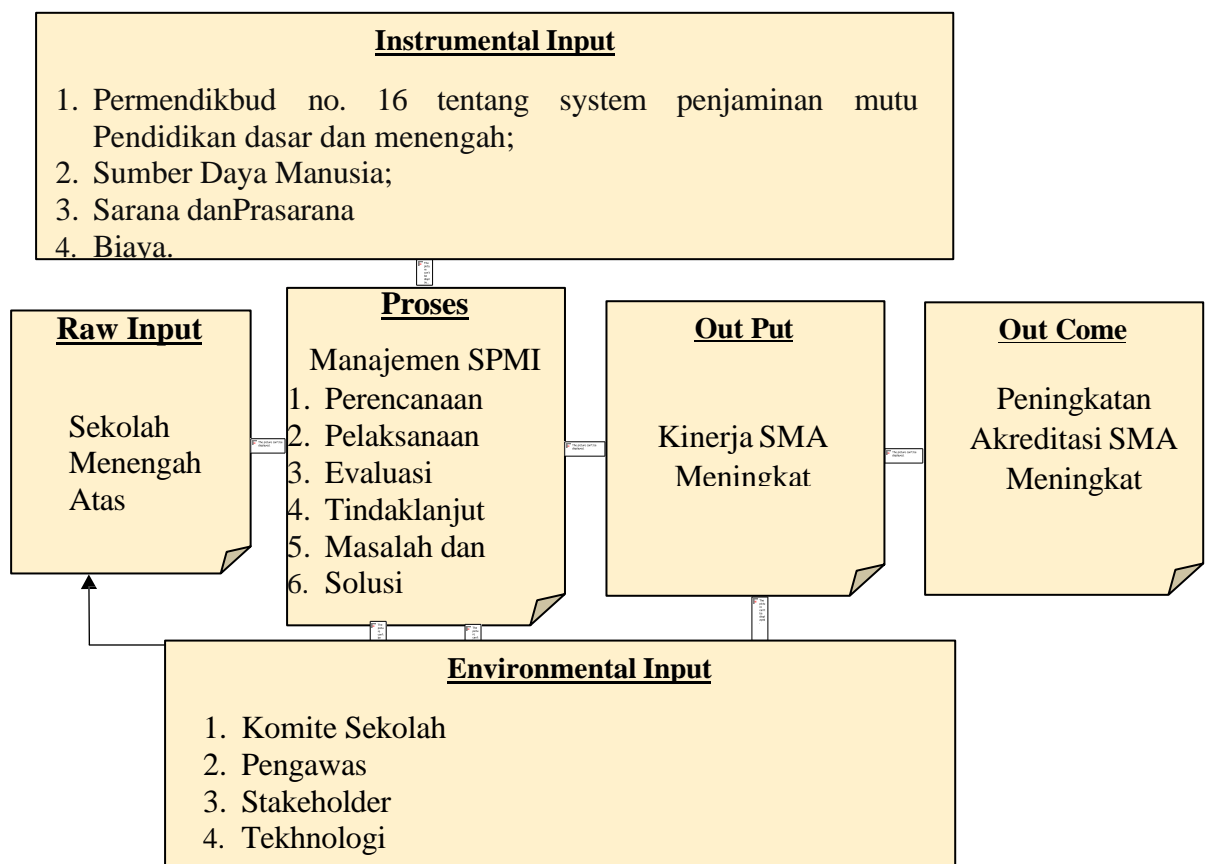 Instrumental Input
1. Permendikbud no. 16 tentang system penjaminan mutu
Pendidikan dasar dan menengah;
2. Sumber Daya Manusia;
3. Sarana danPrasarana
4. Biaya.
Raw Input
Sekolah
Menengah
Atas
Proses
Manajemen SPMI
1. Perencanaan
2. Pelaksanaan
3. Evaluasi
4. Tindaklanjut
5. Masalah dan
6. Solusi
Out Put
Kinerja SMA
Meningkat
Out Come
Peningkatan
Akreditasi SMA
Meningkat
Environmental Input
1. Komite Sekolah
2. Pengawas
3. Stakeholder
4. Tekhnologi